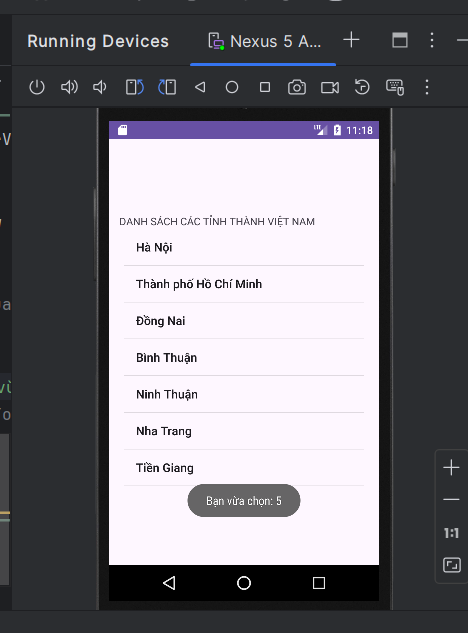 Running Devices
Nexus 5 A...
LTE
11:18
DANH SÁCH CÁC TỈNH THÀNH VIỆT NAM
Hà Nội
Thành phố Hồ Chí Minh
Đồng Nai
Bình Thuận
Ninh Thuận
Nha Trang
Tiền Giang
Bạn vừa chọn: 5
1:1